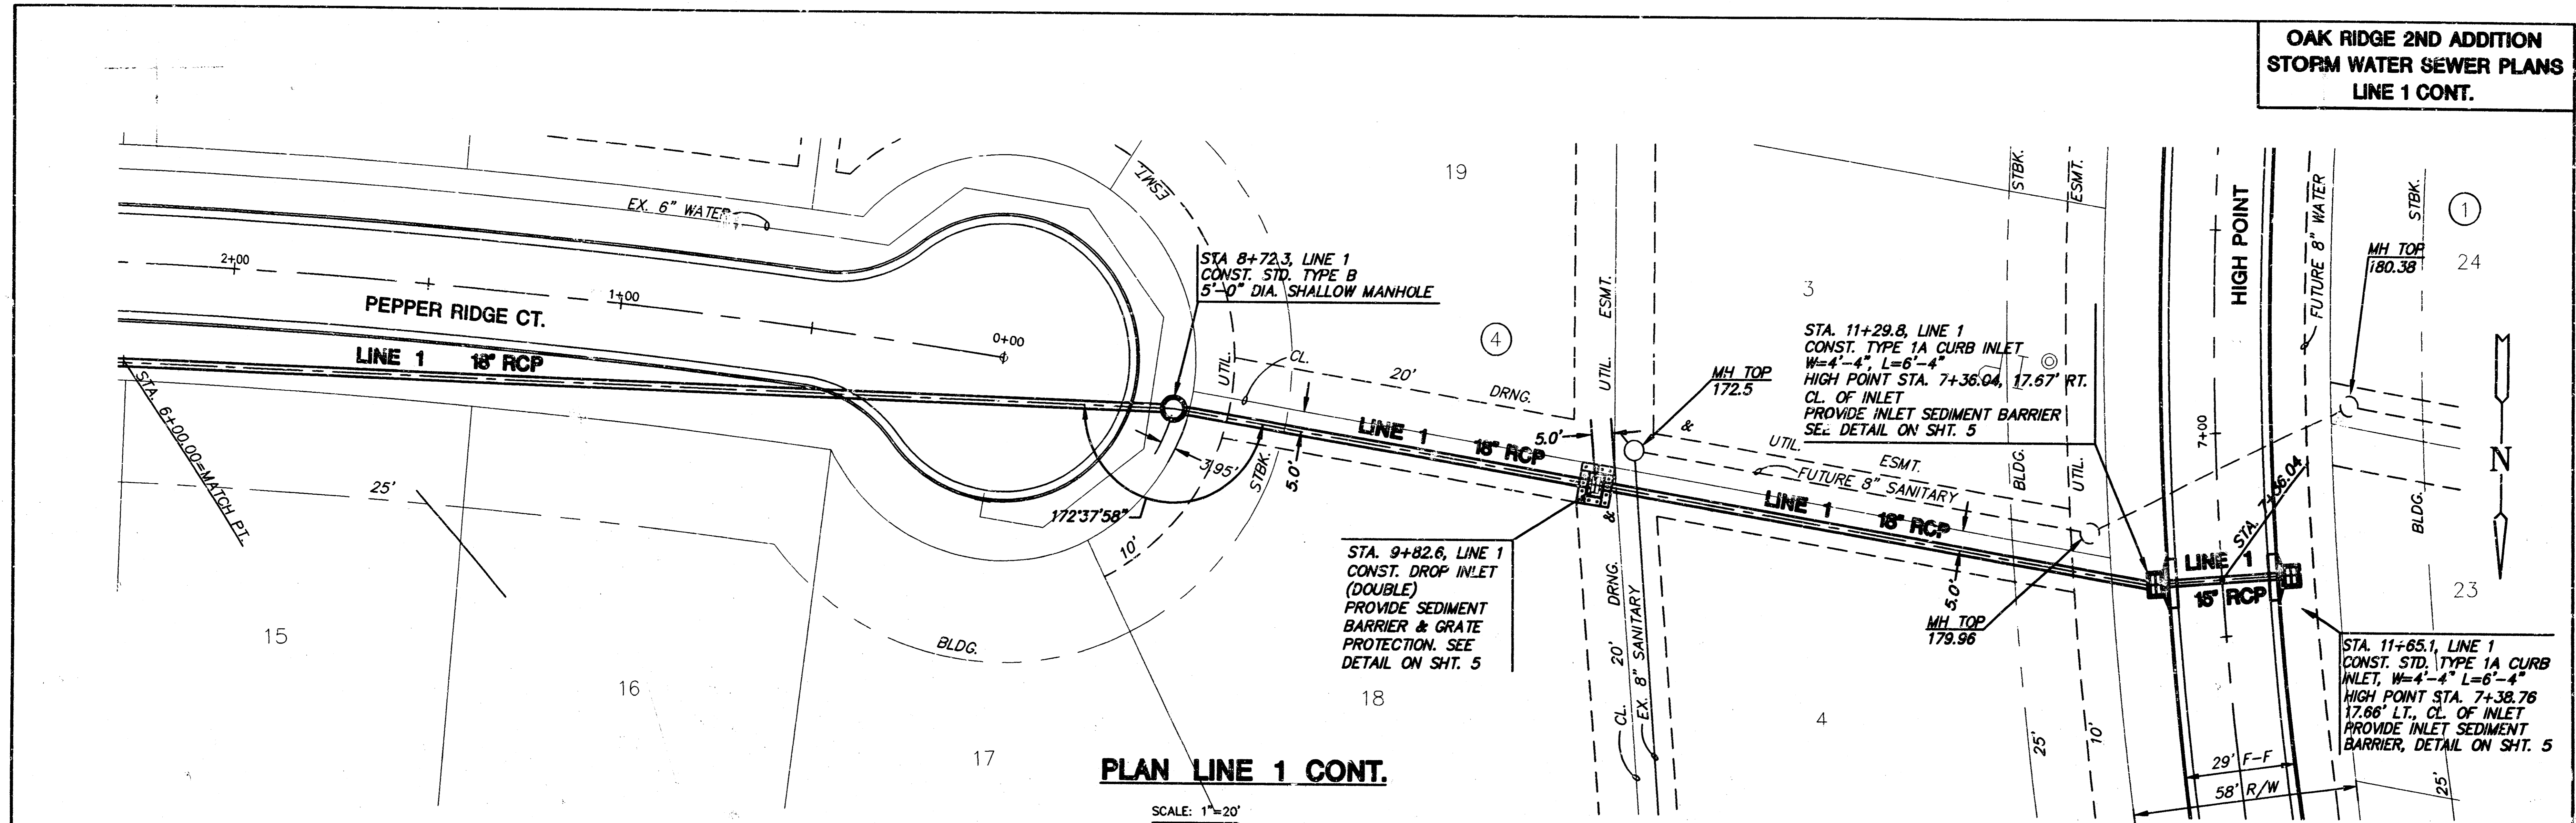 OAK RIDGE 2ND ADDITION
STORM WATER SEWER PLANS
LINE 1 CONT.
19
EX. 6" WATER
ESMT.
STBK.
ESMT.
HIGH POINT
FUTURE 8" WATER
STBK.
1
MH TOP
180.38
24
2+00
1+00
0+00
PEPPER RIDGE CT.
STA 8+72.3, LINE 1
CONST. STD. TYPE B
5'-0" DIA. SHALLOW MANHOLE
UTIL.
ESMT.
3
4
STA. 11+29.8, LINE 1
CONST. TYPE 1A CURB INLET
W=4'-4", L=6'-4"
HIGH POINT STA. 7+36.04, 17.67' RT.
CL. OF INLET
PROVIDE INLET SEDIMENT BARRIER
SEE DETAIL ON SHT. 5
LINE 1 18" RCP
UTIL.
CL.
20'
DRNG.
UTIL.
MH TOP
172.5
7+00
N
STA. 6+00.00=MATCH PT.
25'
172°37'58"
3.95'
STBK.
5.0'
LINE 1 18" RCP
5.0'
&
UTIL.
ESMT.
FUTURE 8" SANITARY
BLDG.
UTIL.
STA. 7+36.04
BLDG.
10'
&
LINE 1 18" RCP
5.0'
LINE 1
15" RCP
23
STA. 9+82.6, LINE 1
CONST. DROP INLET
(DOUBLE)
PROVIDE SEDIMENT
BARRIER & GRATE
PROTECTION. SEE
DETAIL ON SHT. 5
DRNG.
20'
CL.
EX. 8" SANITARY
MH TOP
179.96
15
16
BLDG.
17
18
4
25'
10'
STA. 11+65.1, LINE 1
CONST. STD. TYPE 1A CURB
INLET, W=4'-4" L=6'-4"
HIGH POINT STA. 7+38.76
17.66' LT., CL. OF INLET
PROVIDE INLET SEDIMENT
BARRIER, DETAIL ON SHT. 5
29' F-F
58' R/W
25'
PLAN LINE 1 CONT.
SCALE: 1"=20'